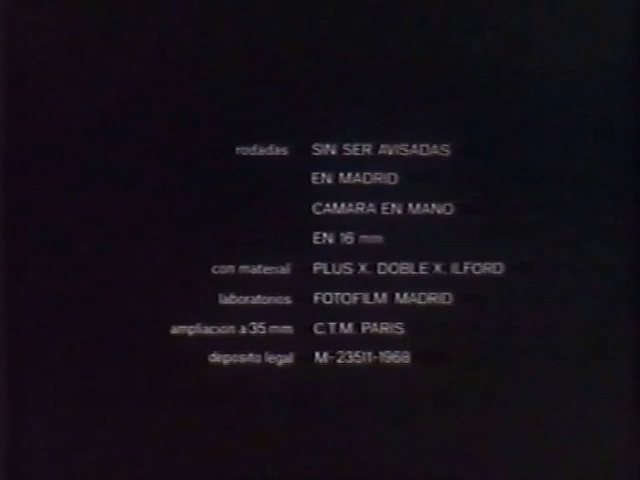 rodadas SIN SER AVISADAS
EN MADRID
CAMARA EN MANO
EN 16 mm
con material PLUS X. DOBLE X. ILFORD
laboratorios FOTOFILM MADRID
ampliacion a 35 mm C.T.M. PARIS
deposito legal M-23511-1968